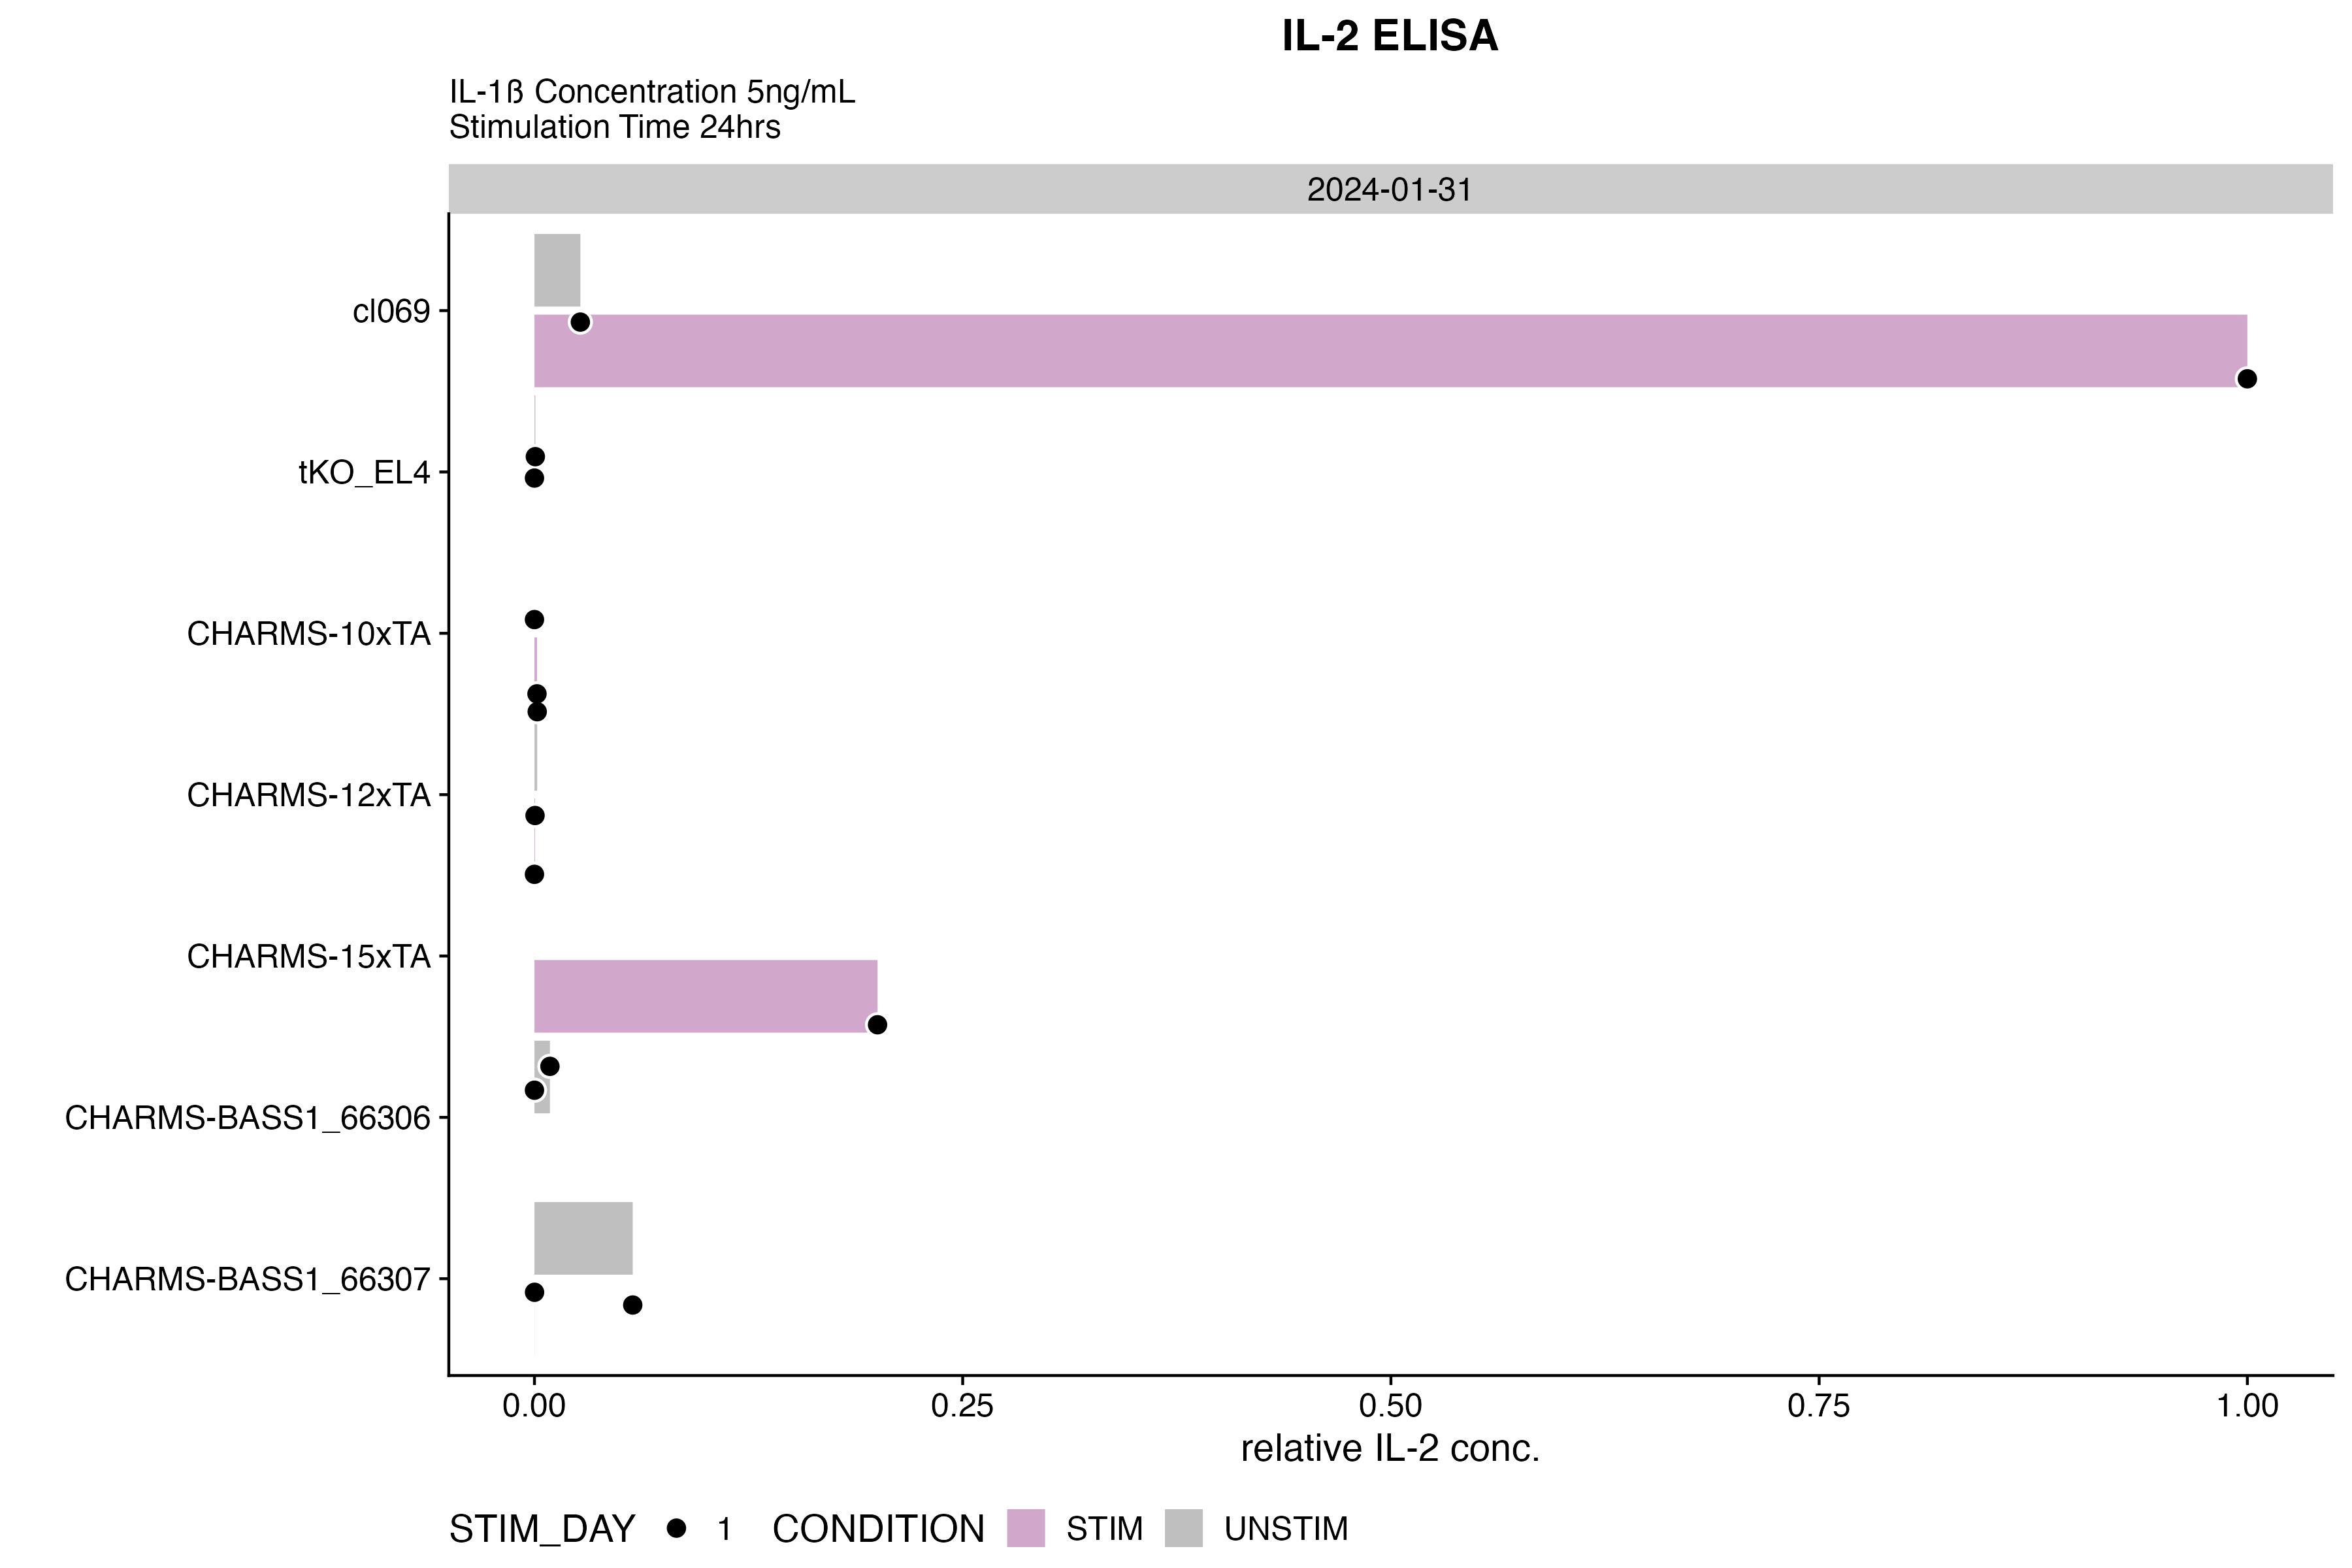 IL-2 ELISA
IL-1ß Concentration 5ng/mL
Stimulation Time 24hrs
2024-01-31
cl069
tKO_EL4
CHARMS-10xTA
CHARMS-12xTA
CHARMS-15xTA
CHARMS-BASS1_66306
CHARMS-BASS1_66307
0.00 0.25 0.50 0.75 1.00
relative IL-2 conc.
STIM_DAY 1 CONDITION STIM UNSTIM